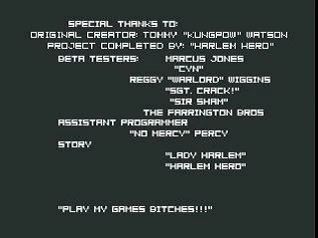 SPECIAL THANKS TO:
ORIGINAL CREATOR: TOMMY "KUNGPOW" WATSON
PROJECT COMPLETED BY: "HARLEM HERO"
BETA TESTERS: MARCUS JONES
"CYN"
REGGY "WARLORD" WIGGINS
"SGT. CRACK!"
"SIR SHAM"
THE FARRINGTON BROS
ASSISTANT PROGRAMMER
"NO MERCY" PERCY
STORY
"LADY HARLEM"
"HARLEM HERO"
"PLAY MY GAMES BITCHES!!!"